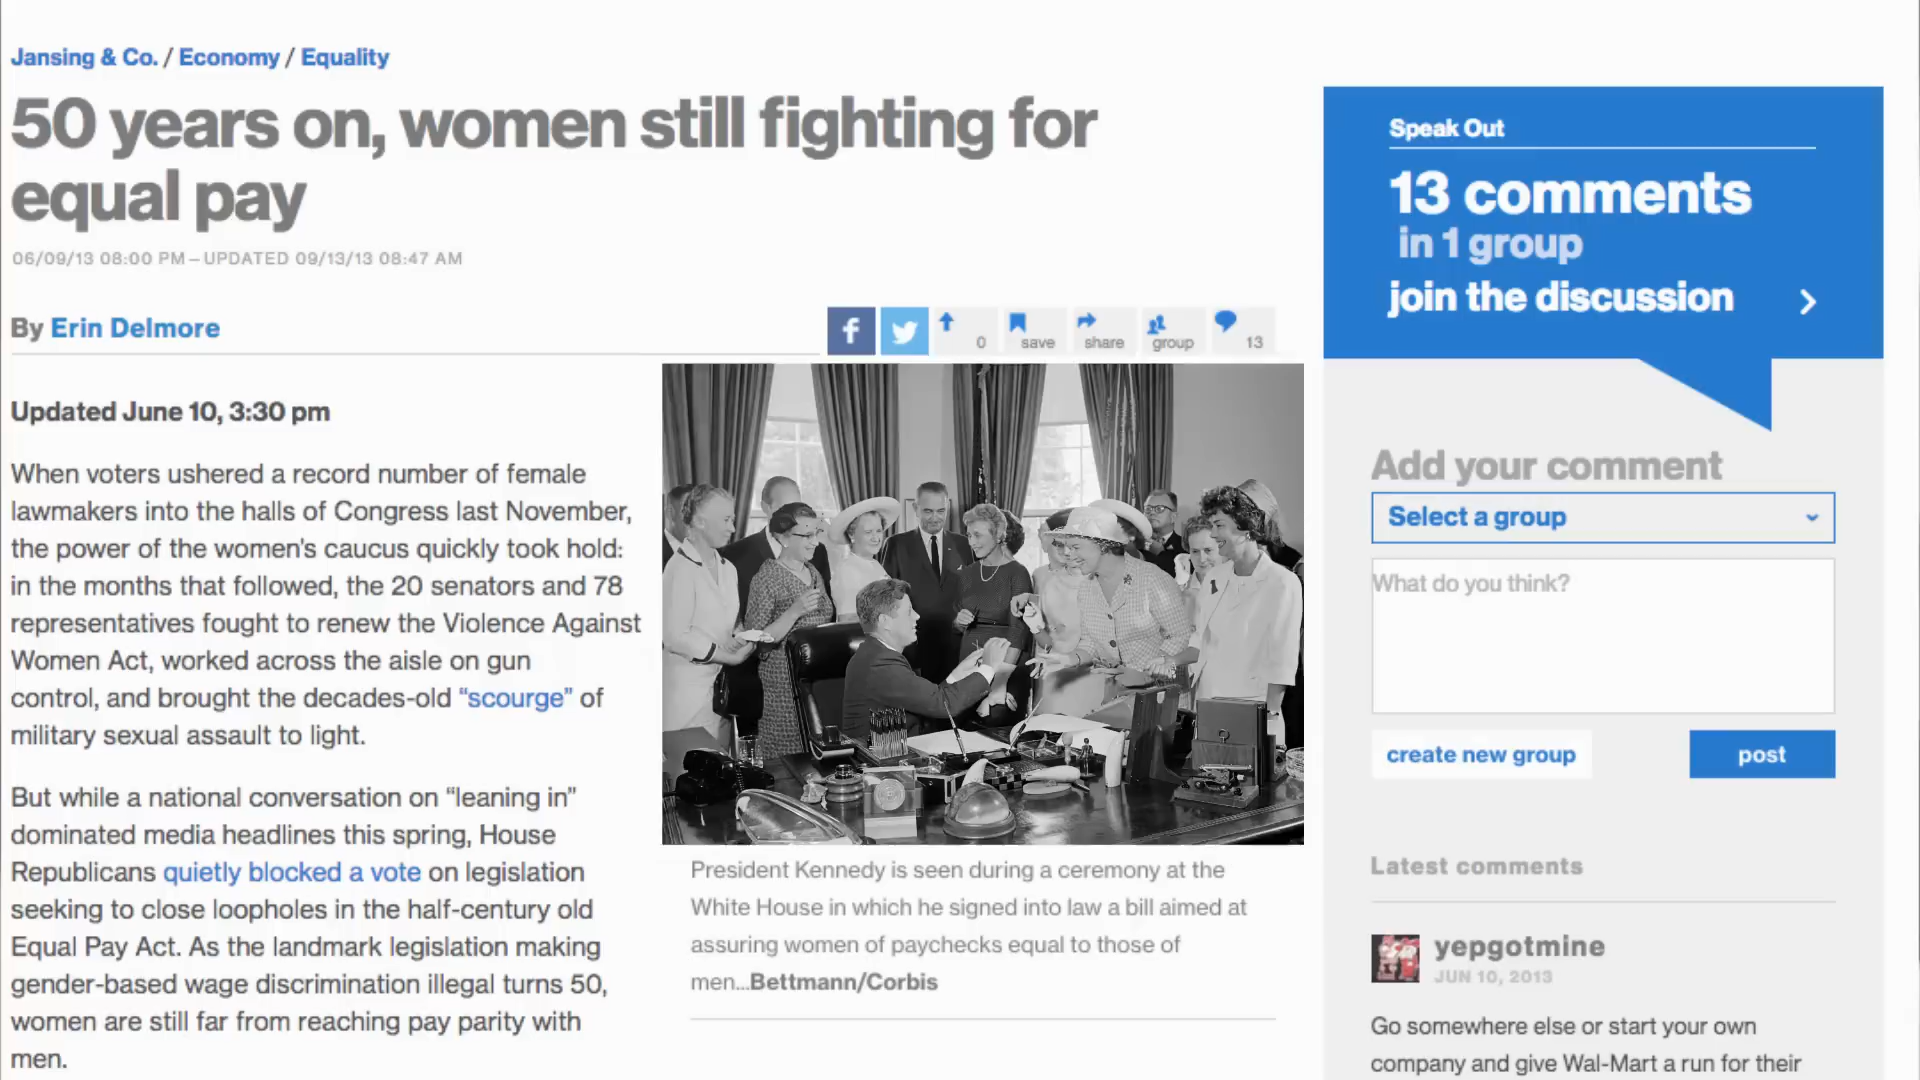 Jansing & Co. / Economy / Equality
50 years on, women still fighting for
equal pay
06/09/13 08:00 PM – UPDATED 09/13/13 08:47 AM
By Erin Delmore
0
save
share
group
13
Updated June 10, 3:30 pm
When voters ushered a record number of female
lawmakers into the halls of Congress last November,
the power of the women's caucus quickly took hold:
in the months that followed, the 20 senators and 78
representatives fought to renew the Violence Against
Women Act, worked across the aisle on gun
control, and brought the decades-old “scourge” of
military sexual assault to light.
But while a national conversation on “leaning in”
dominated media headlines this spring, House
Republicans quietly blocked a vote on legislation
seeking to close loopholes in the half-century old
Equal Pay Act. As the landmark legislation making
gender-based wage discrimination illegal turns 50,
women are still far from reaching pay parity with
men.
President Kennedy is seen during a ceremony at the
White House in which he signed into law a bill aimed at
assuring women of paychecks equal to those of
men...Bettmann/Corbis
Speak Out
13 comments
in 1 group
join the discussion
Add your comment
Select a group
What do you think?
create new group
post
Latest comments
yepgotmine
JUN 10, 2013
Go somewhere else or start your own
company and give Wal-Mart a run for their